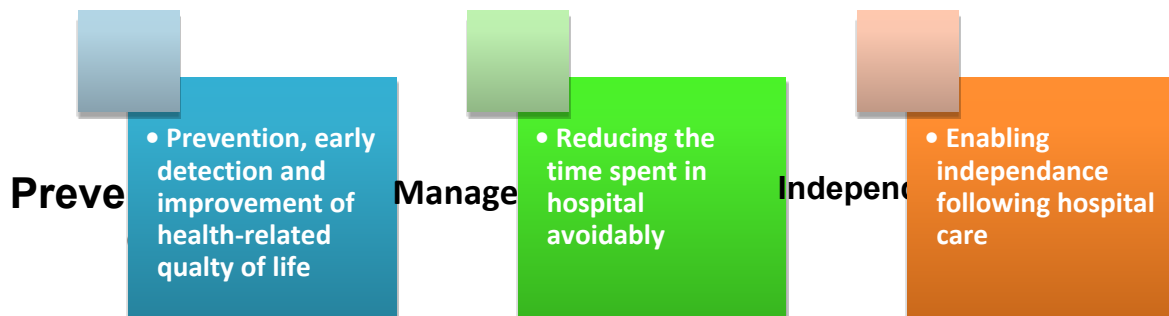 Preve
• Prevention, early
detection and
improvement of
health-related
qualty of life
Manage
• Reducing the
time spent in
hospital
avoidably
Independ
• Enabling
independance
following hospital
care